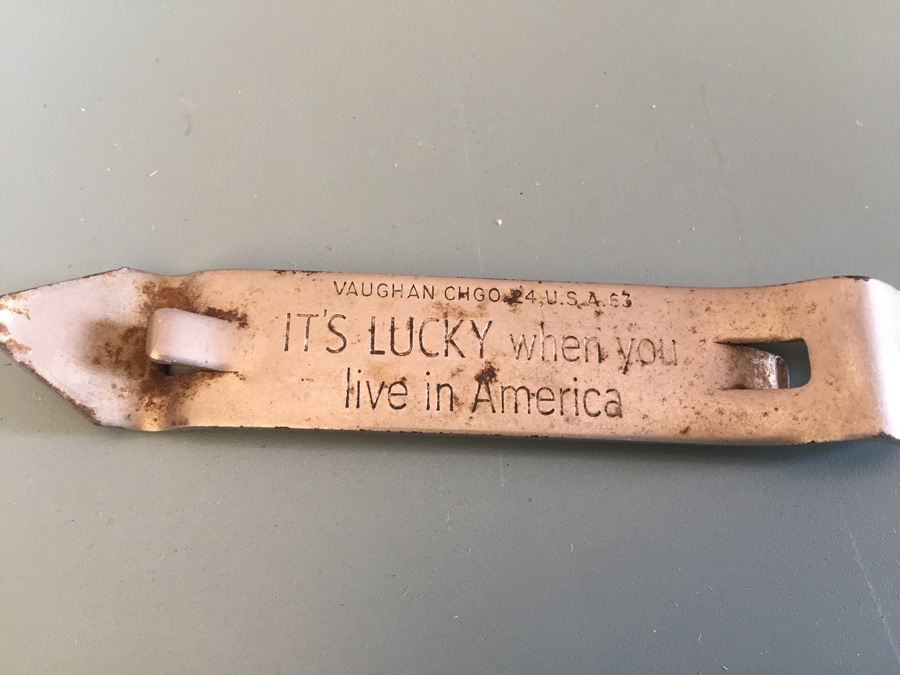 VAUGHAN CHGO. 24, U.S.A. 63
IT'S LUCKY when you
live in America